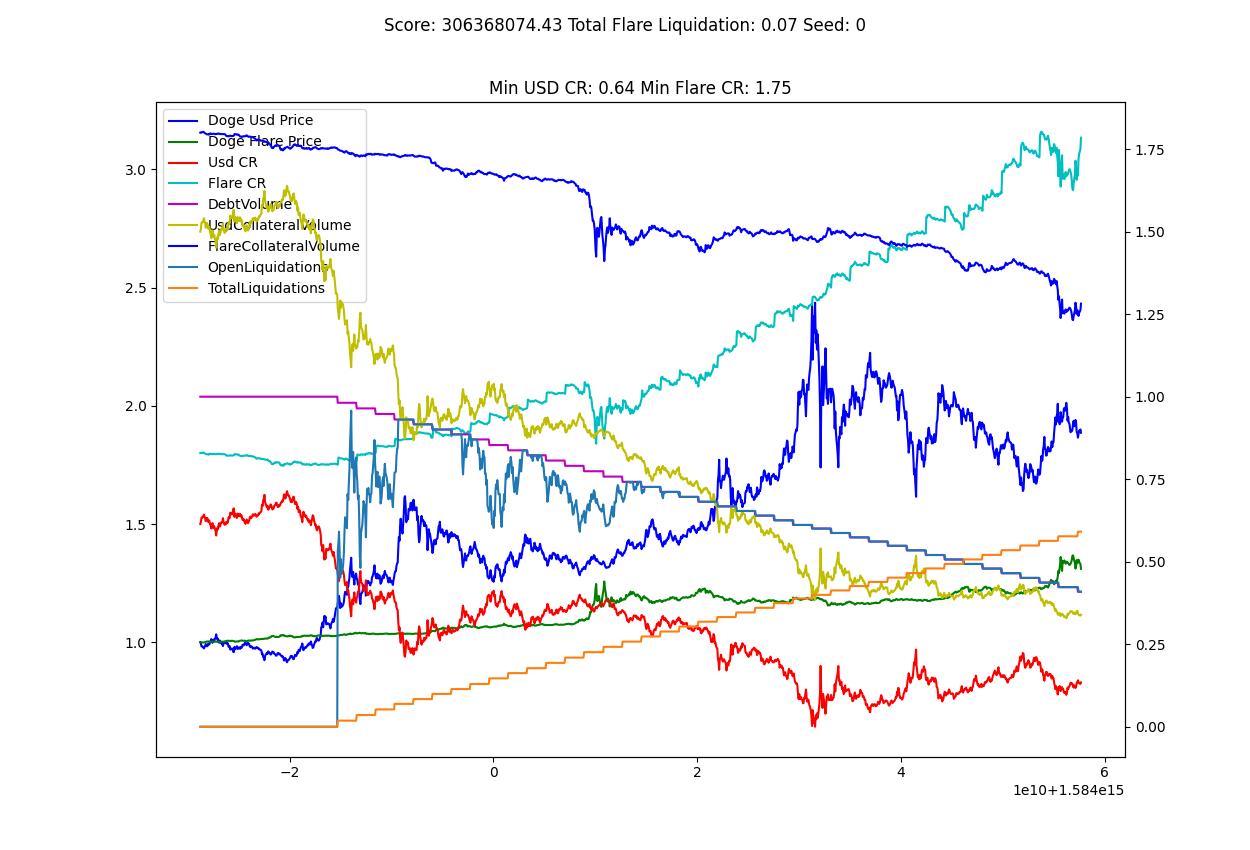 Score: 306368074.43 Total Flare Liquidation: 0.07 Seed: 0
Min USD CR: 0.64 Min Flare CR: 1.75
Doge Usd Price
Doge Flare Price
Usd CR
Flare CR
DebtVolume
UsdCollateralVolume
FlareCollateralVolume
OpenLiquidations
TotalLiquidations
3.0
2.5
2.0
1.5
1.0
1.75
1.50
1.25
1.00
0.75
0.50
0.25
0.00
−2
0
2
4
6
1e10+1.584e15